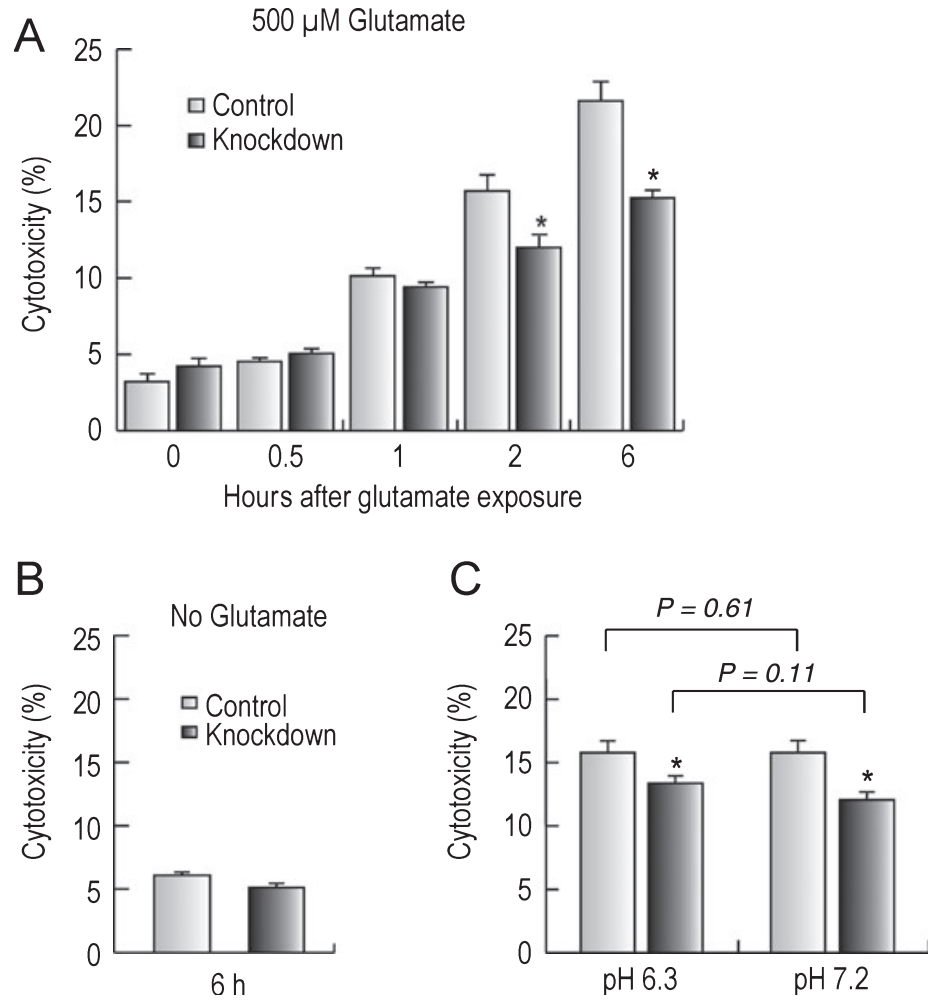 A
500 µM Glutamate
25
20
15
10
5
0
Cytotoxicity (%)
Control
Knockdown
*
*
0 0.5 1 2 6
Hours after glutamate exposure
B
No Glutamate
25
20
15
10
5
0
Cytotoxicity (%)
Control
Knockdown
6 h
C
P = 0.61
P = 0.11
25
20
15
10
5
0
Cytotoxicity (%)
*
*
pH 6.3 pH 7.2